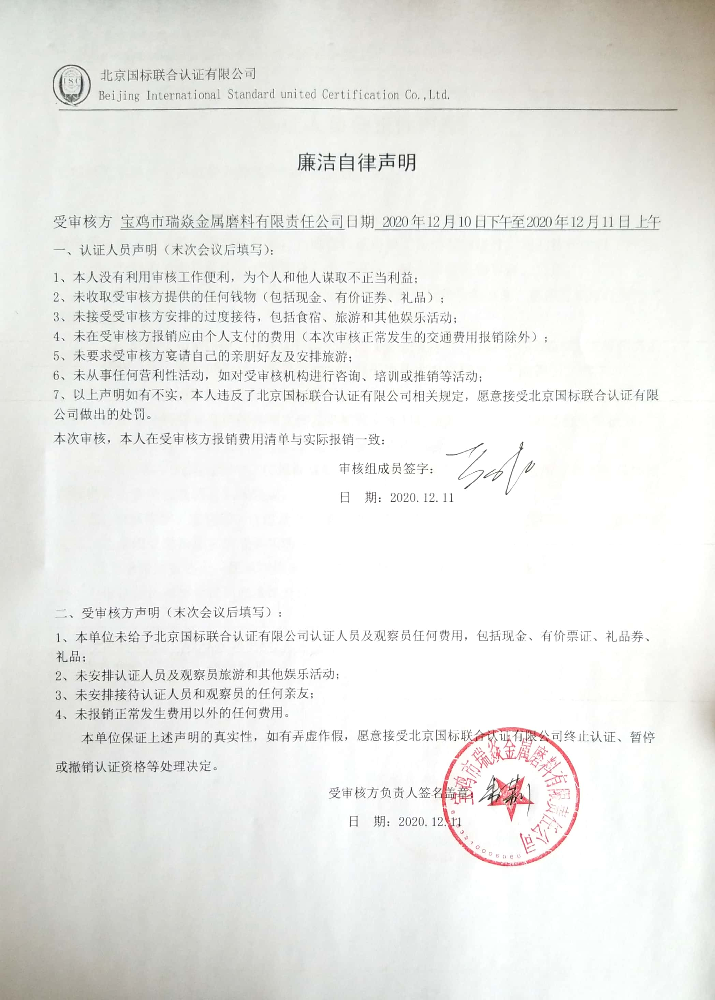 ISC
北京国标联合认证有限公司
Beijing International Standard united Certification Co.,Ltd.
廉洁自律声明
受审核方 宝鸡市瑞焱金属磨料有限责任公司日期 2020年12月10日下午至2020年12月11日 上午
一、认证人员声明（末次会议后填写）：
1、本人没有利用审核工作便利，为个人和他人谋取不正当利益；
2、未收取受审核方提供的任何钱物（包括现金、有价证券、礼品）；
3、未接受受审核方安排的过度接待，包括食宿、旅游和其他娱乐活动；
4、未在受审核方报销应由个人支付的费用（本次审核正常发生的交通费用报销除外）；
5、未要求受审核方宴请自己的亲朋好友及安排旅游；
6、未从事任何营利性活动，如对受审核机构进行咨询、培训或推销等活动；
7、以上声明如有不实，本人违反了北京国标联合认证有限公司相关规定，愿意接受北京国标联合认证有限
公司做出的处罚。
本次审核，本人在受审核方报销费用清单与实际报销一致：
审核组成员签字：
日 期：2020.12.11
二、受审核方声明（末次会议后填写）：
1、本单位未给予北京国标联合认证有限公司认证人员及观察员任何费用，包括现金、有价票证、礼品券、
礼品；
2、未安排认证人员及观察员旅游和其他娱乐活动；
3、未安排接待认证人员和观察员的任何亲友；
4、未报销正常发生费用以外的任何费用。
本单位保证上述声明的真实性，如有弄虚作假，愿意接受北京国标联合认证有限公司终止认证、暂停
或撤销认证资格等处理决定。
受审核方负责人签名盖章：
日 期：2020.12.11
宝鸡市瑞焱金属磨料有限责任公司